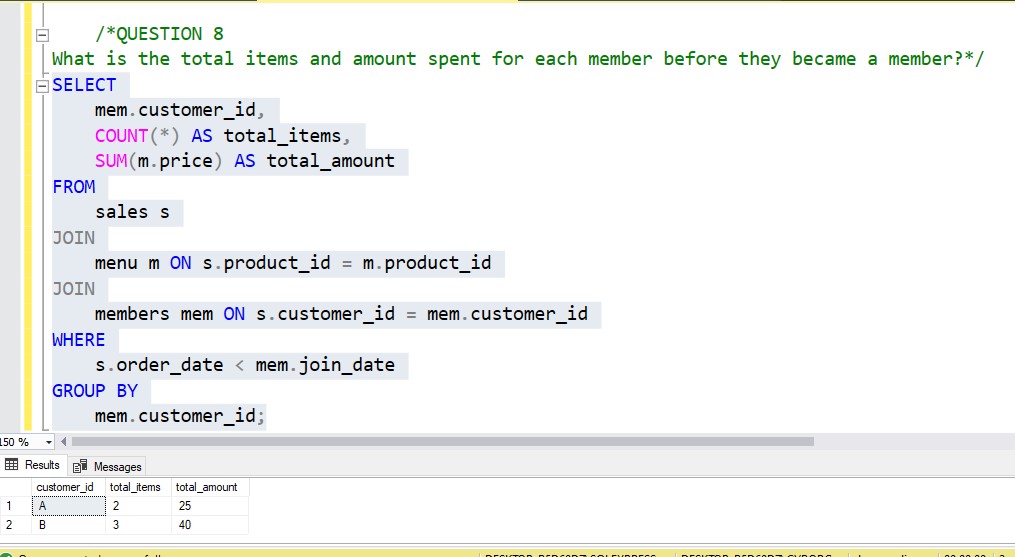 /*QUESTION 8
What is the total items and amount spent for each member before they became a member?*/
SELECT
mem.customer_id,
COUNT(*) AS total_items,
SUM(m.price) AS total_amount
FROM
sales s
JOIN
menu m ON s.product_id = m.product_id
JOIN
members mem ON s.customer_id = mem.customer_id
WHERE
s.order_date < mem.join_date
GROUP BY
mem.customer_id;
150 %
Results Messages
customer_id total_items total_amount
1 A 2 25
2 B 3 40